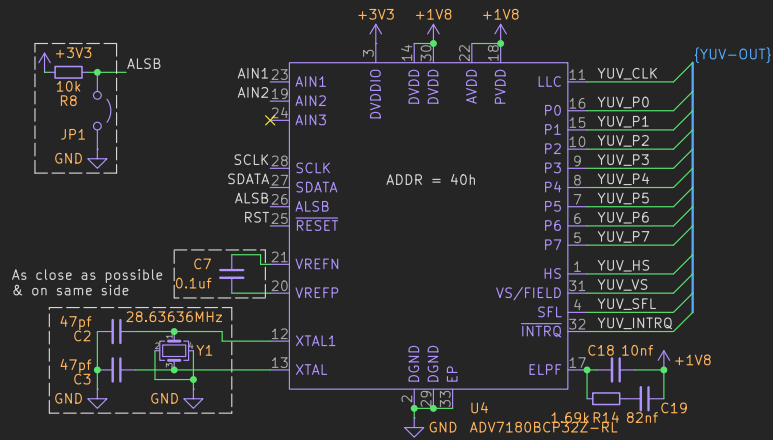 +3V3
+1V8
+1V8
{YUV-OUT}
+3V3
ALSB
10k
R8
JP1
GND
3
14
30
22
18
DVDDIO
DVDD
DVDD
AVDD
PVDD
AIN1 23 AIN1
AIN2 19 AIN2
24 AIN3
SCLK 28 SCLK
SDATA 27 SDATA
ALSB 26 ALSB
RST 25 RESET
ADDR = 40h
LLC 11 YUV_CLK
P0 16 YUV_P0
P1 15 YUV_P1
P2 10 YUV_P2
P3 9 YUV_P3
P4 8 YUV_P4
P5 7 YUV_P5
P6 6 YUV_P6
P7 5 YUV_P7
HS 1 YUV_HS
VS/FIELD 31 YUV_VS
SFL 4 YUV_SFL
INTRQ 32 YUV_INTRQ
C7
0.1uf
21 VREFN
20 VREFP
As close as possible
& on same side
47pf
C2
28.63636MHz
12 XTAL1
Y1
47pf
C3
13 XTAL
GND
GND
ELPF 17
C18 10nf
+1V8
1.69k R14 82nf
C19
DGND
DGND
EP
2
29
33
GND
U4
ADV7180BCP32Z-RL